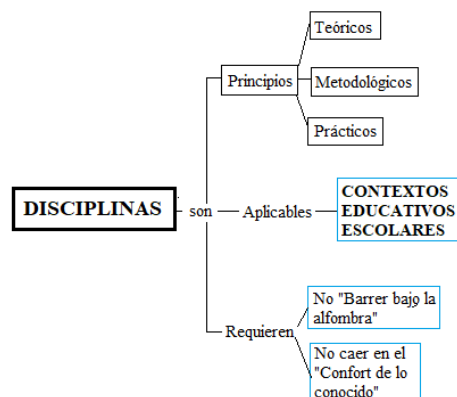 Teóricos
Principios
Metodológicos
Prácticos
DISCIPLINAS
son
Aplicables
CONTEXTOS
EDUCATIVOS
ESCOLARES
Requieren
No "Barrer bajo la
alfombra"
No caer en el
"Confort de lo
conocido"